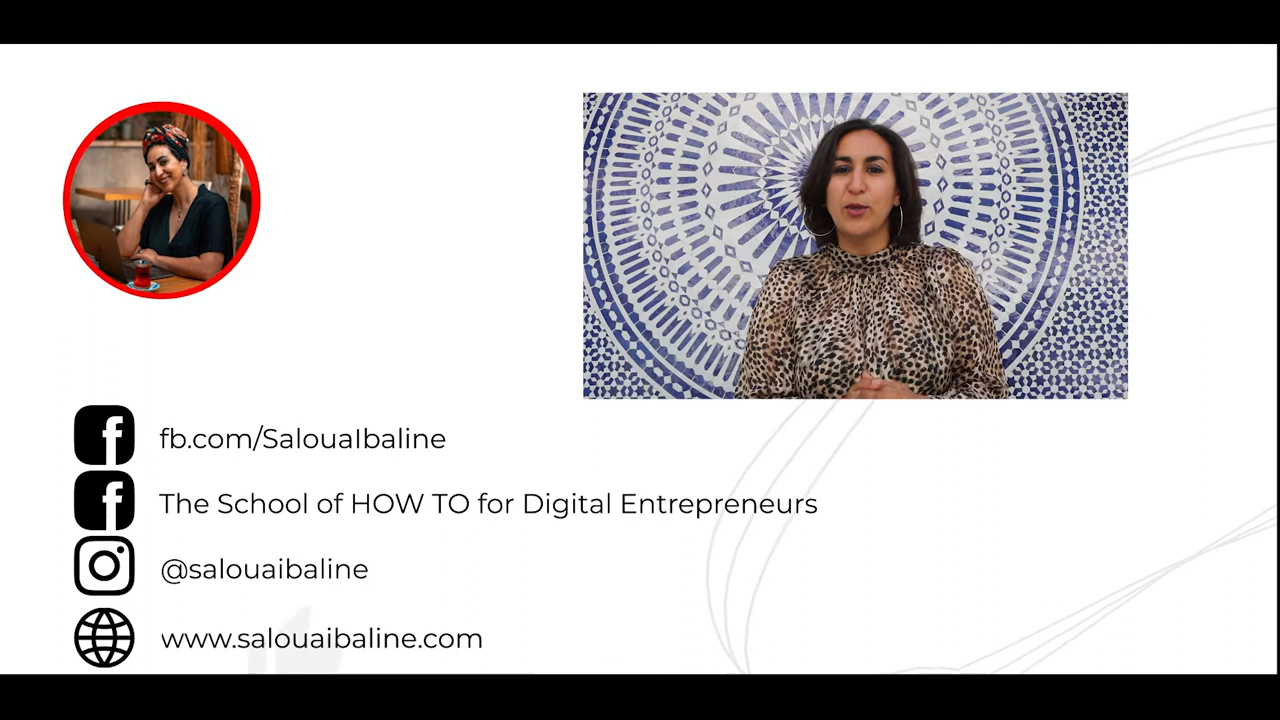 fb.com/SalouaIbaline
The School of HOW TO for Digital Entrepreneurs
@salouaibaline
www.salouaibaline.com